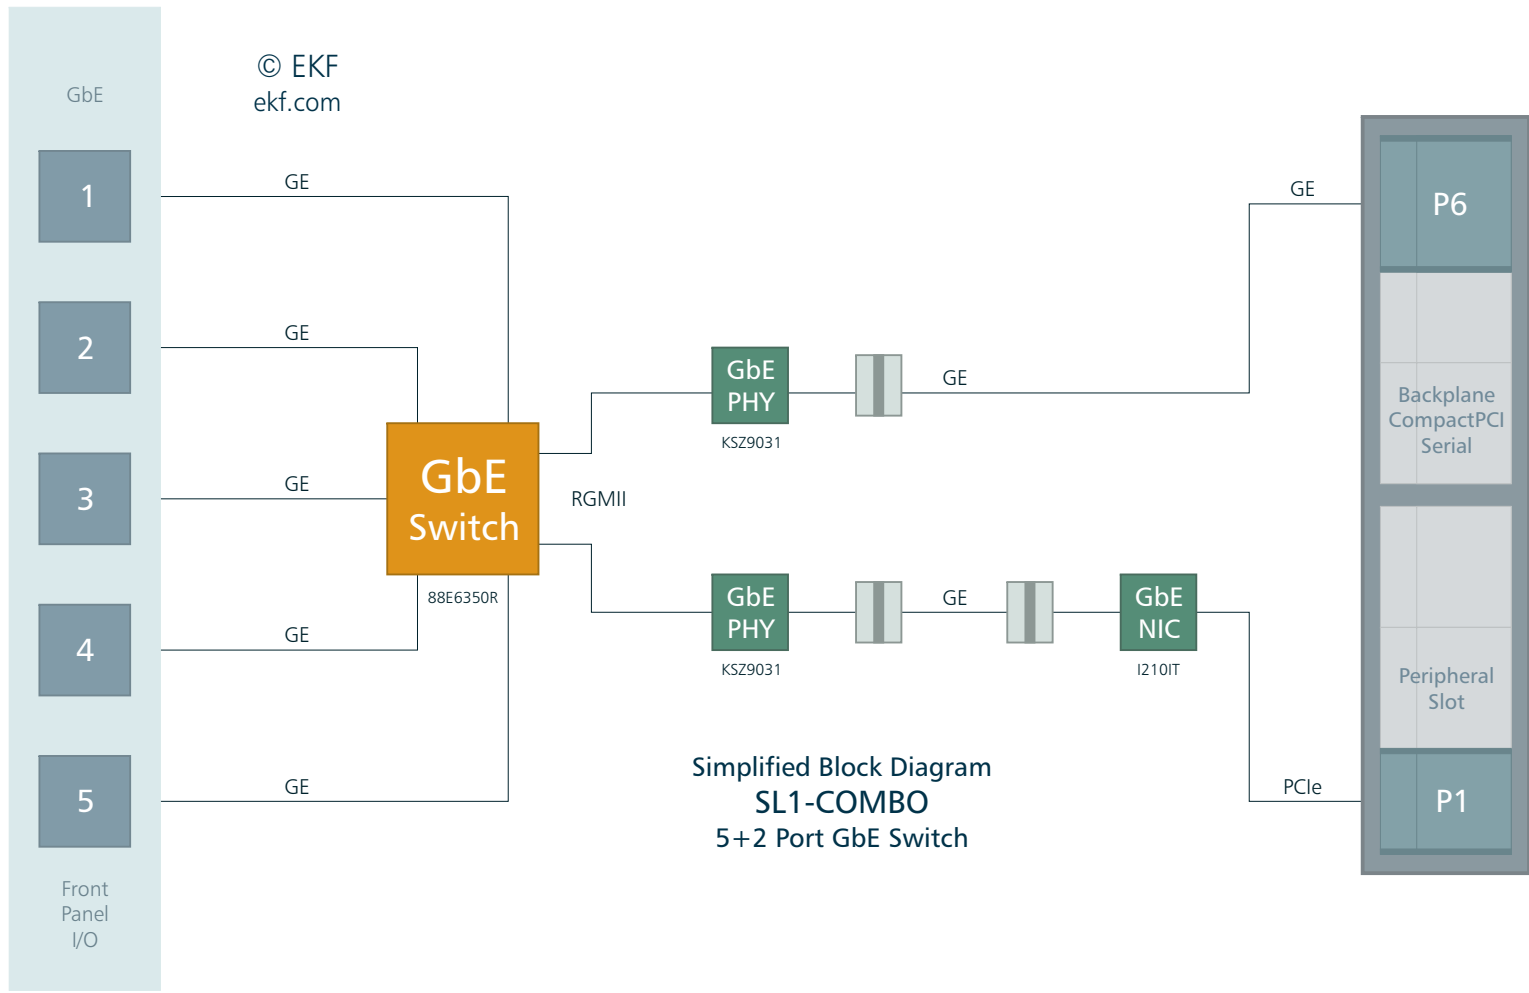 © EKF
ekf.com
GbE
1
2
3
4
5
Front
Panel
I/O
GE
GE
GE
GE
GE
GbE
Switch
88E6350R
RGMII
GbE
PHY
KSZ9031
GE
GE
GbE
PHY
KSZ9031
GE
GbE
NIC
I210IT
PCIe
P6
Backplane
CompactPCI
Serial
Peripheral
Slot
P1
Simplified Block Diagram
SL1-COMBO
5+2 Port GbE Switch